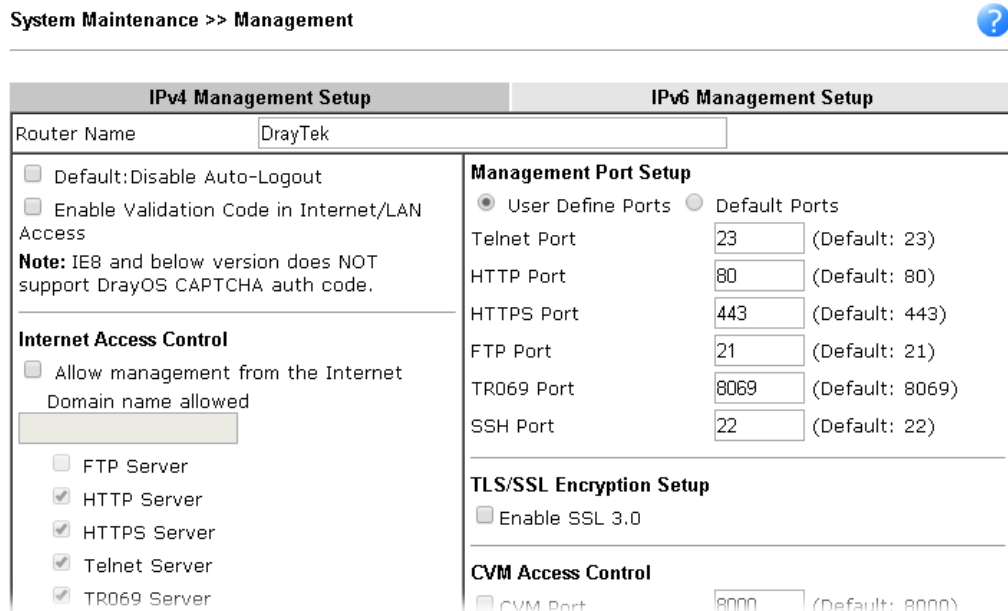 System Maintenance >> Management
?
IPv4 Management Setup
IPv6 Management Setup
Router Name DrayTek
Default:Disable Auto-Logout
Enable Validation Code in Internet/LAN
Access
Note: IE8 and below version does NOT
support DrayOS CAPTCHA auth code.
Internet Access Control
Allow management from the Internet
Domain name allowed
FTP Server
HTTP Server
HTTPS Server
Telnet Server
TR069 Server
Management Port Setup
User Define Ports Default Ports
Telnet Port 23 (Default: 23)
HTTP Port 80 (Default: 80)
HTTPS Port 443 (Default: 443)
FTP Port 21 (Default: 21)
TR069 Port 8069 (Default: 8069)
SSH Port 22 (Default: 22)
TLS/SSL Encryption Setup
Enable SSL 3.0
CVM Access Control
CVM Port 8000 (Default: 8000)